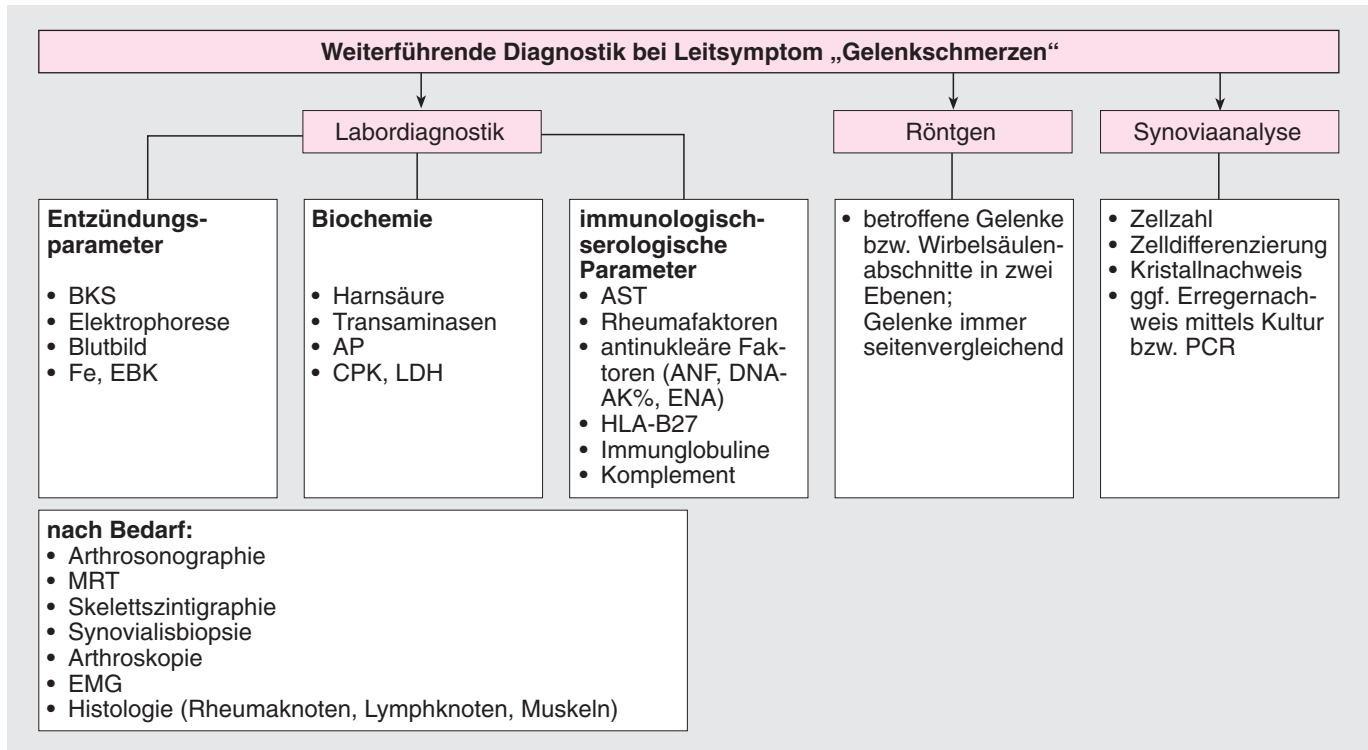 Weiterführende Diagnostik bei Leitsymptom „Gelenkschmerzen“
Labordiagnostik
Röntgen
Synoviaanalyse
Entzündungs-
parameter
• BKS
• Elektrophorese
• Blutbild
• Fe, EBK
Biochemie
• Harnsäure
• Transaminasen
• AP
• CPK, LDH
immunologisch-
serologische
Parameter
• AST
• Rheumafaktoren
• antinukleäre Fak-
toren (ANF, DNA-
AK%, ENA)
• HLA-B27
• Immunglobuline
• Komplement
• betroffene Gelenke
bzw. Wirbelsäulen-
abschnitte in zwei
Ebenen;
Gelenke immer
seitenvergleichend
• Zellzahl
• Zelldifferenzierung
• Kristallnachweis
• ggf. Erregernach-
weis mittels Kultur
bzw. PCR
nach Bedarf:
• Arthrosonographie
• MRT
• Skelettszintigraphie
• Synovialisbiopsie
• Arthroskopie
• EMG
• Histologie (Rheumaknoten, Lymphknoten, Muskeln)